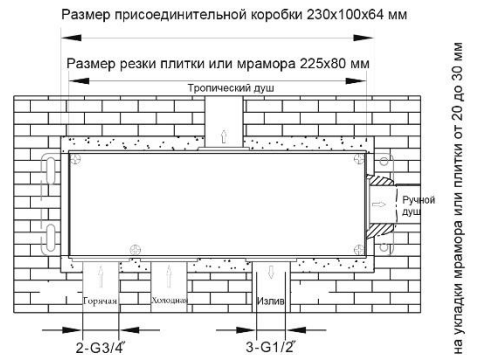 Размер присоединительной коробки 230x100x64 мм
Размер резки плитки или мрамора 225x80 мм
Тропический душ
Ручной
душ
Горячая
Холодная
Излив
2-G3/4"
3-G1/2"
на укладки мрамора или плитки от 20 до 30 мм